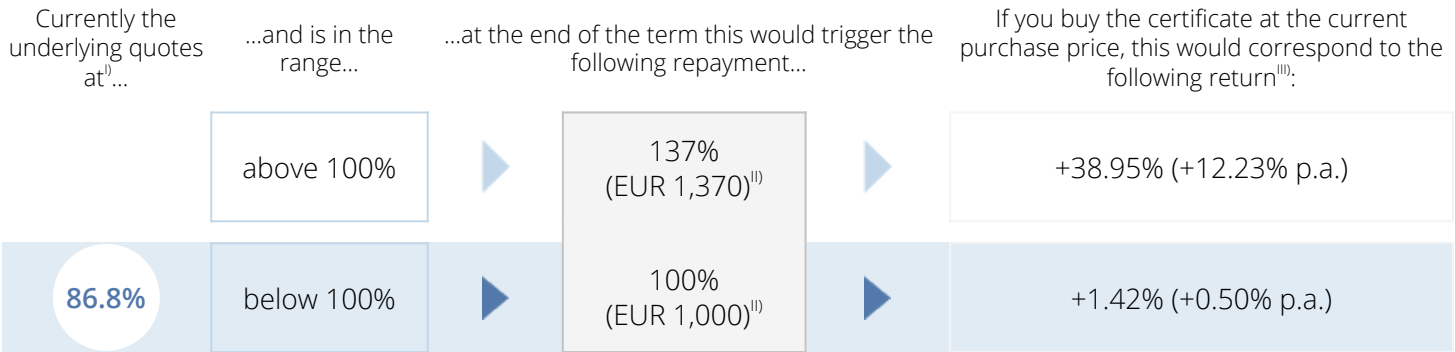 Currently the
underlying quotes
at I)...
...and is in the
range...
...at the end of the term this would trigger the
following repayment...
If you buy the certificate at the current
purchase price, this would correspond to the
following return III):
above 100%
137%
(EUR 1,370) II)
+38.95% (+12.23% p.a.)
86.8%
below 100%
100%
(EUR 1,000) II)
+1.42% (+0.50% p.a.)